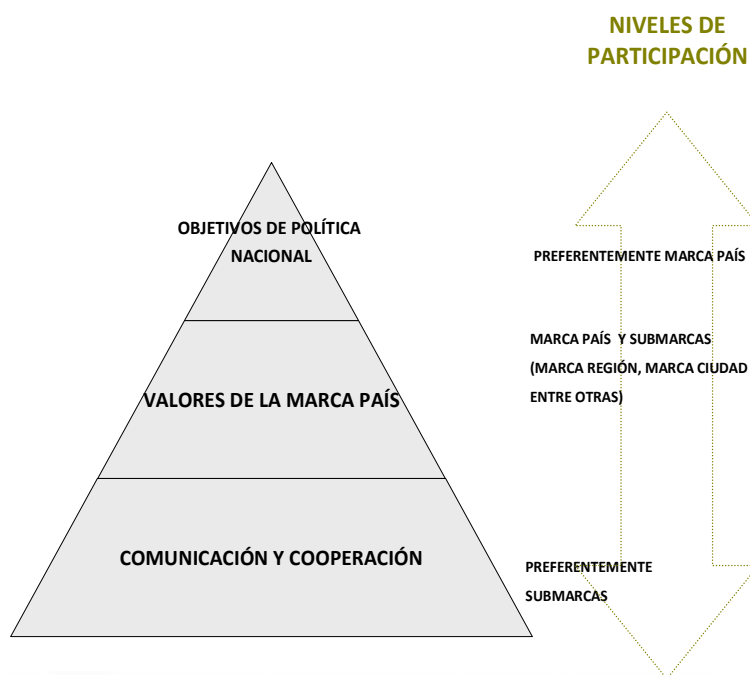 NIVELES DE
PARTICIPACIÓN
OBJETIVOS DE POLÍTICA
NACIONAL
PREFERENTEMENTE MARCA PAÍS
VALORES DE LA MARCA PAÍS
MARCA PAÍS Y SUBMARCAS
(MARCA REGIÓN, MARCA CIUDAD
ENTRE OTRAS)
COMUNICACIÓN Y COOPERACIÓN
PREFERENTEMENTE
SUBMARCAS